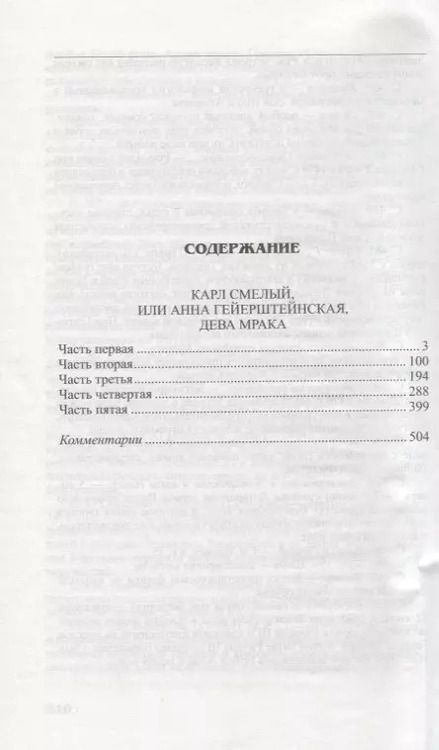 СОДЕРЖАНИЕ
КАРЛ СМЕЛЫЙ,
ИЛИ АННА ГЕЙЕРШТЕЙНСКАЯ,
ДЕВА МРАКА
Часть первая ........ 3
Часть вторая ........ 100
Часть третья ........ 194
Часть четвертая ........ 288
Часть пятая ........ 399
Комментарии ........ 504